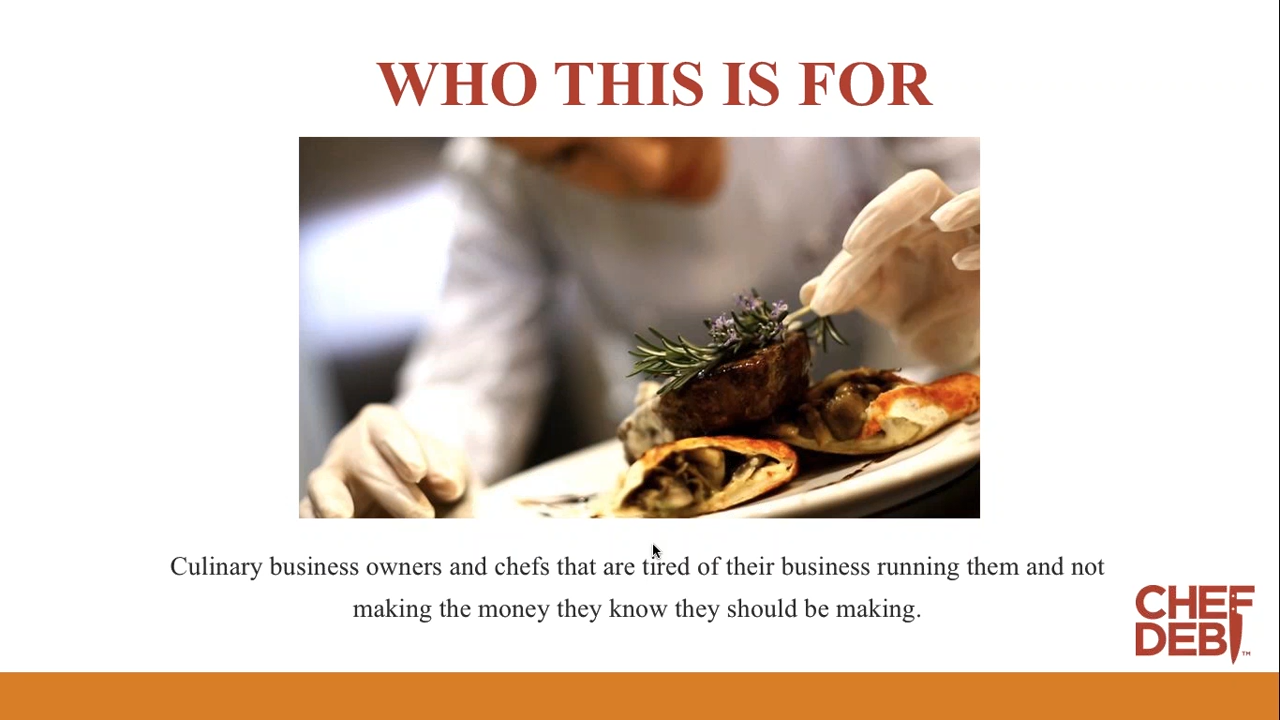 WHO THIS IS FOR
Culinary business owners and chefs that are tired of their business running them and not
making the money they know they should be making.
CHEF
DEBI
TM